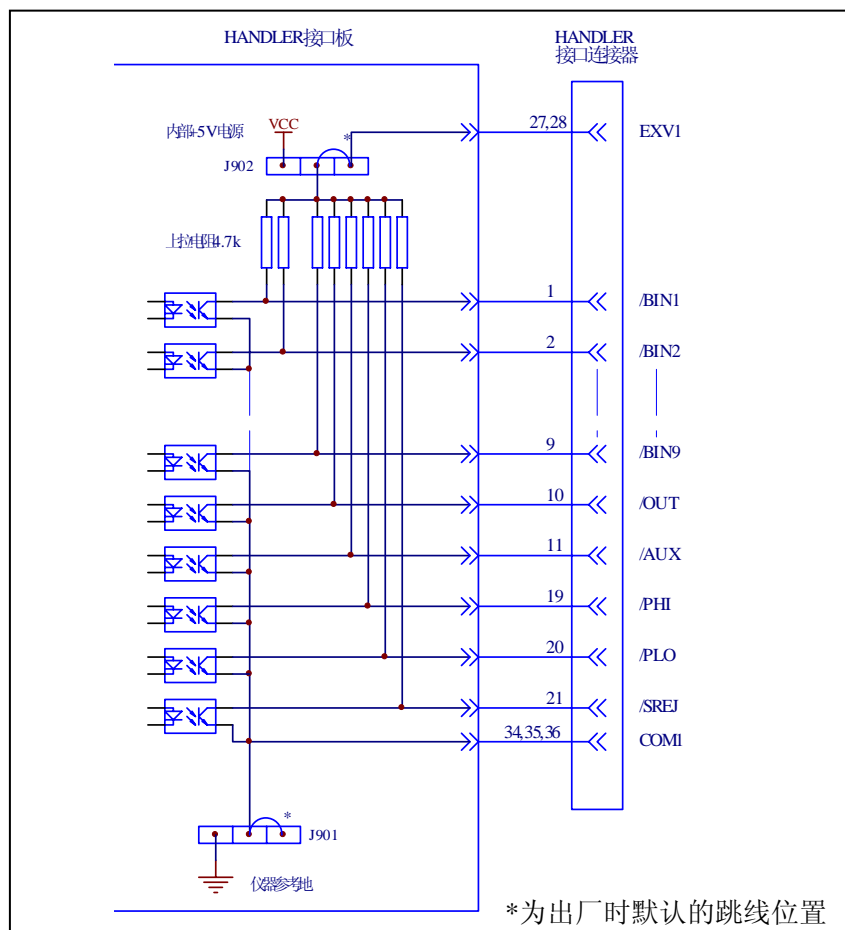 HANDLER接口板
HANDLER
接口连接器
内部+5V电源
VCC
*
27,28
EXV1
J902
上拉电阻4.7k
1
/BIN1
2
/BIN2
9
/BIN9
10
/OUT
11
/AUX
19
/PHI
20
/PLO
21
/SREJ
34,35,36
COM1
*
J901
仪器参考地
*为出厂时默认的跳线位置